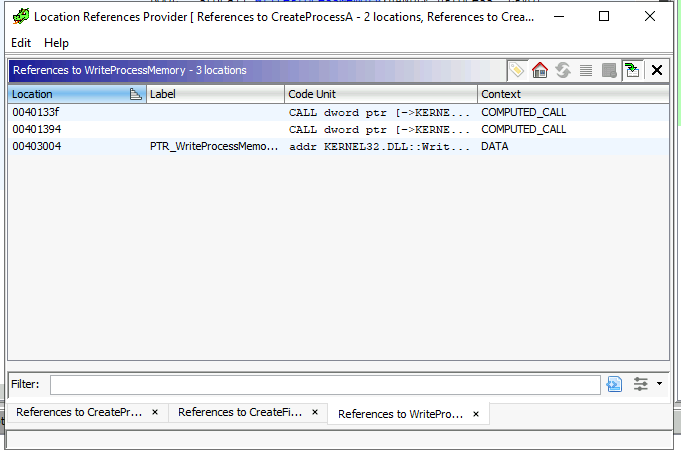 Location References Provider [ References to CreateProcessA - 2 locations, References to Crea...
Edit Help
References to WriteProcessMemory - 3 locations
Location Label Code Unit Context
0040133f CALL dword ptr [->KERNE... COMPUTED_CALL
00401394 CALL dword ptr [->KERNE... COMPUTED_CALL
00403004 PTR_WriteProcessMemo... addr KERNEL32.DLL::Writ... DATA
Filter:
References to CreatePr... × References to CreateFi... × References to WritePro... ×